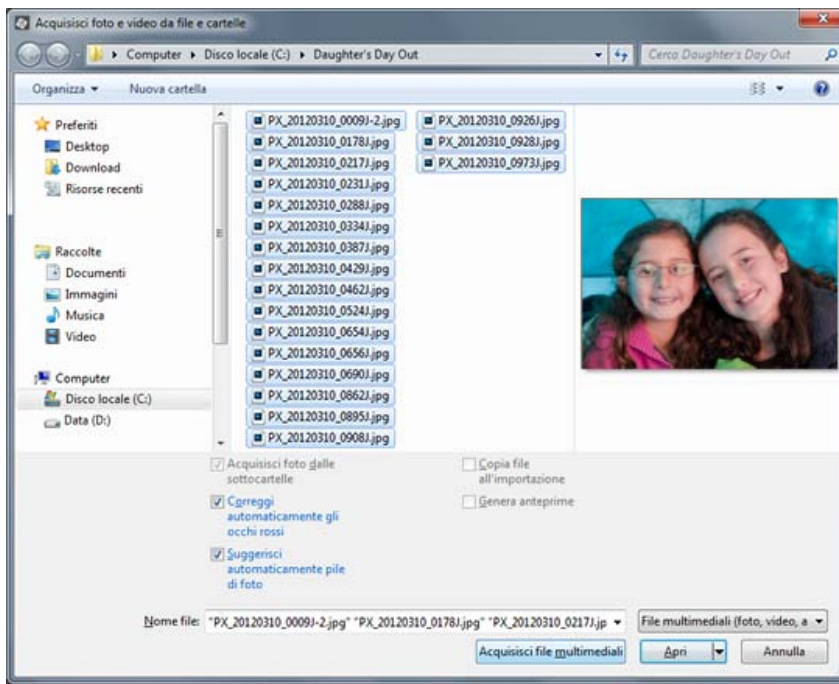 Acquisisci foto e video da file e cartelle
Computer Disco locale (C:) Daughter's Day Out
Cerca Daughter's Day Out
Organizza Nuova cartella
Preferiti
Desktop
Download
Risorse recenti
Raccolte
Documenti
Immagini
Musica
Video
Computer
Disco locale (C:)
Data (D:)
PX_20120310_0009J-2.jpg
PX_20120310_0178J.jpg
PX_20120310_0217J.jpg
PX_20120310_0231J.jpg
PX_20120310_0288J.jpg
PX_20120310_0334J.jpg
PX_20120310_0387J.jpg
PX_20120310_0429J.jpg
PX_20120310_0462J.jpg
PX_20120310_0524J.jpg
PX_20120310_0654J.jpg
PX_20120310_0656J.jpg
PX_20120310_0690J.jpg
PX_20120310_0862J.jpg
PX_20120310_0895J.jpg
PX_20120310_0908J.jpg
PX_20120310_0926J.jpg
PX_20120310_0928J.jpg
PX_20120310_0973J.jpg
Acquisisci foto dalle
sottocartelle
Correggi
automaticamente gli
occhi rossi
Suggerisci
automaticamente pile
di foto
Copia file
all'importazione
Genera anteprime
Nome file: "PX_20120310_0009J-2.jpg" "PX_20120310_0178J.jpg" "PX_20120310_0217J.jp
File multimediali (foto, video, a
Acquisisci file multimediali
Apri
Annulla